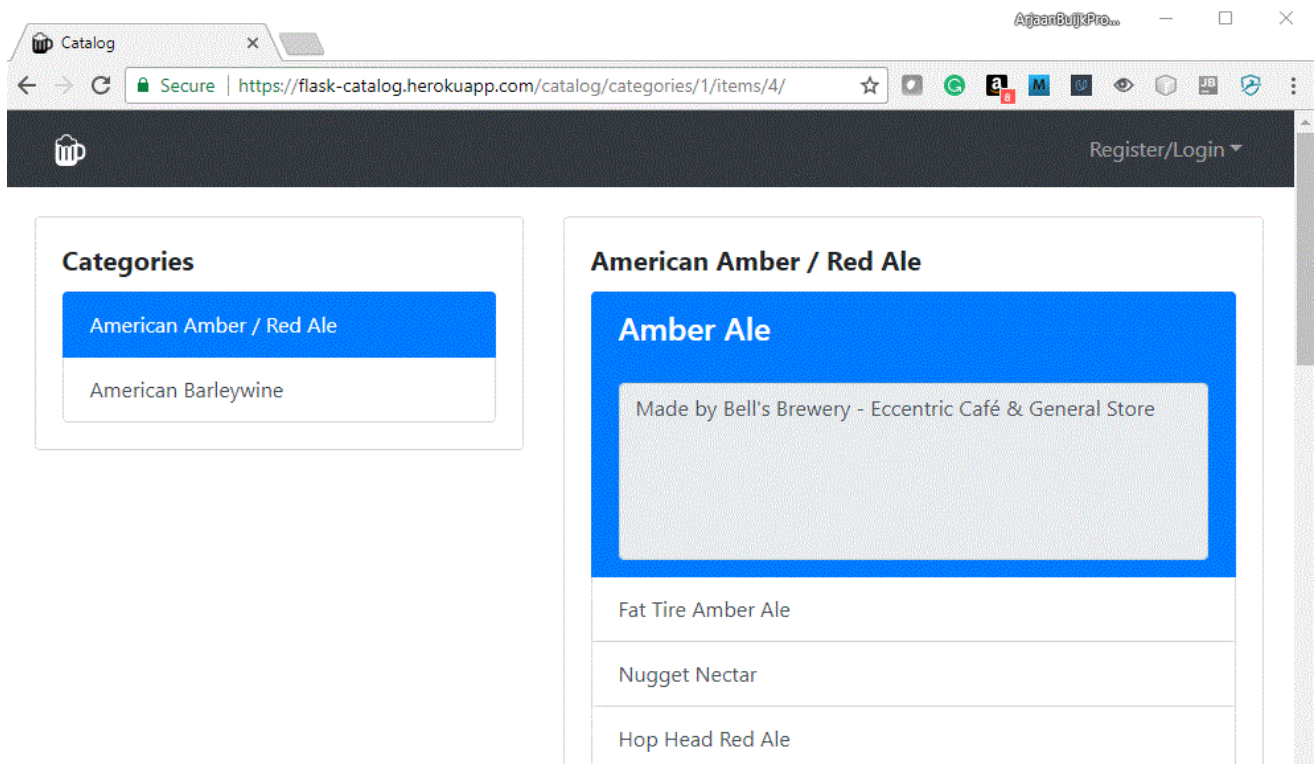 ArjaanBuijkPro...
Catalog
Secure | https://flask-catalog.herokuapp.com/catalog/categories/1/items/4/
Register/Login
Categories
American Amber / Red Ale
American Barleywine
American Amber / Red Ale
Amber Ale
Made by Bell's Brewery - Eccentric Café & General Store
Fat Tire Amber Ale
Nugget Nectar
Hop Head Red Ale